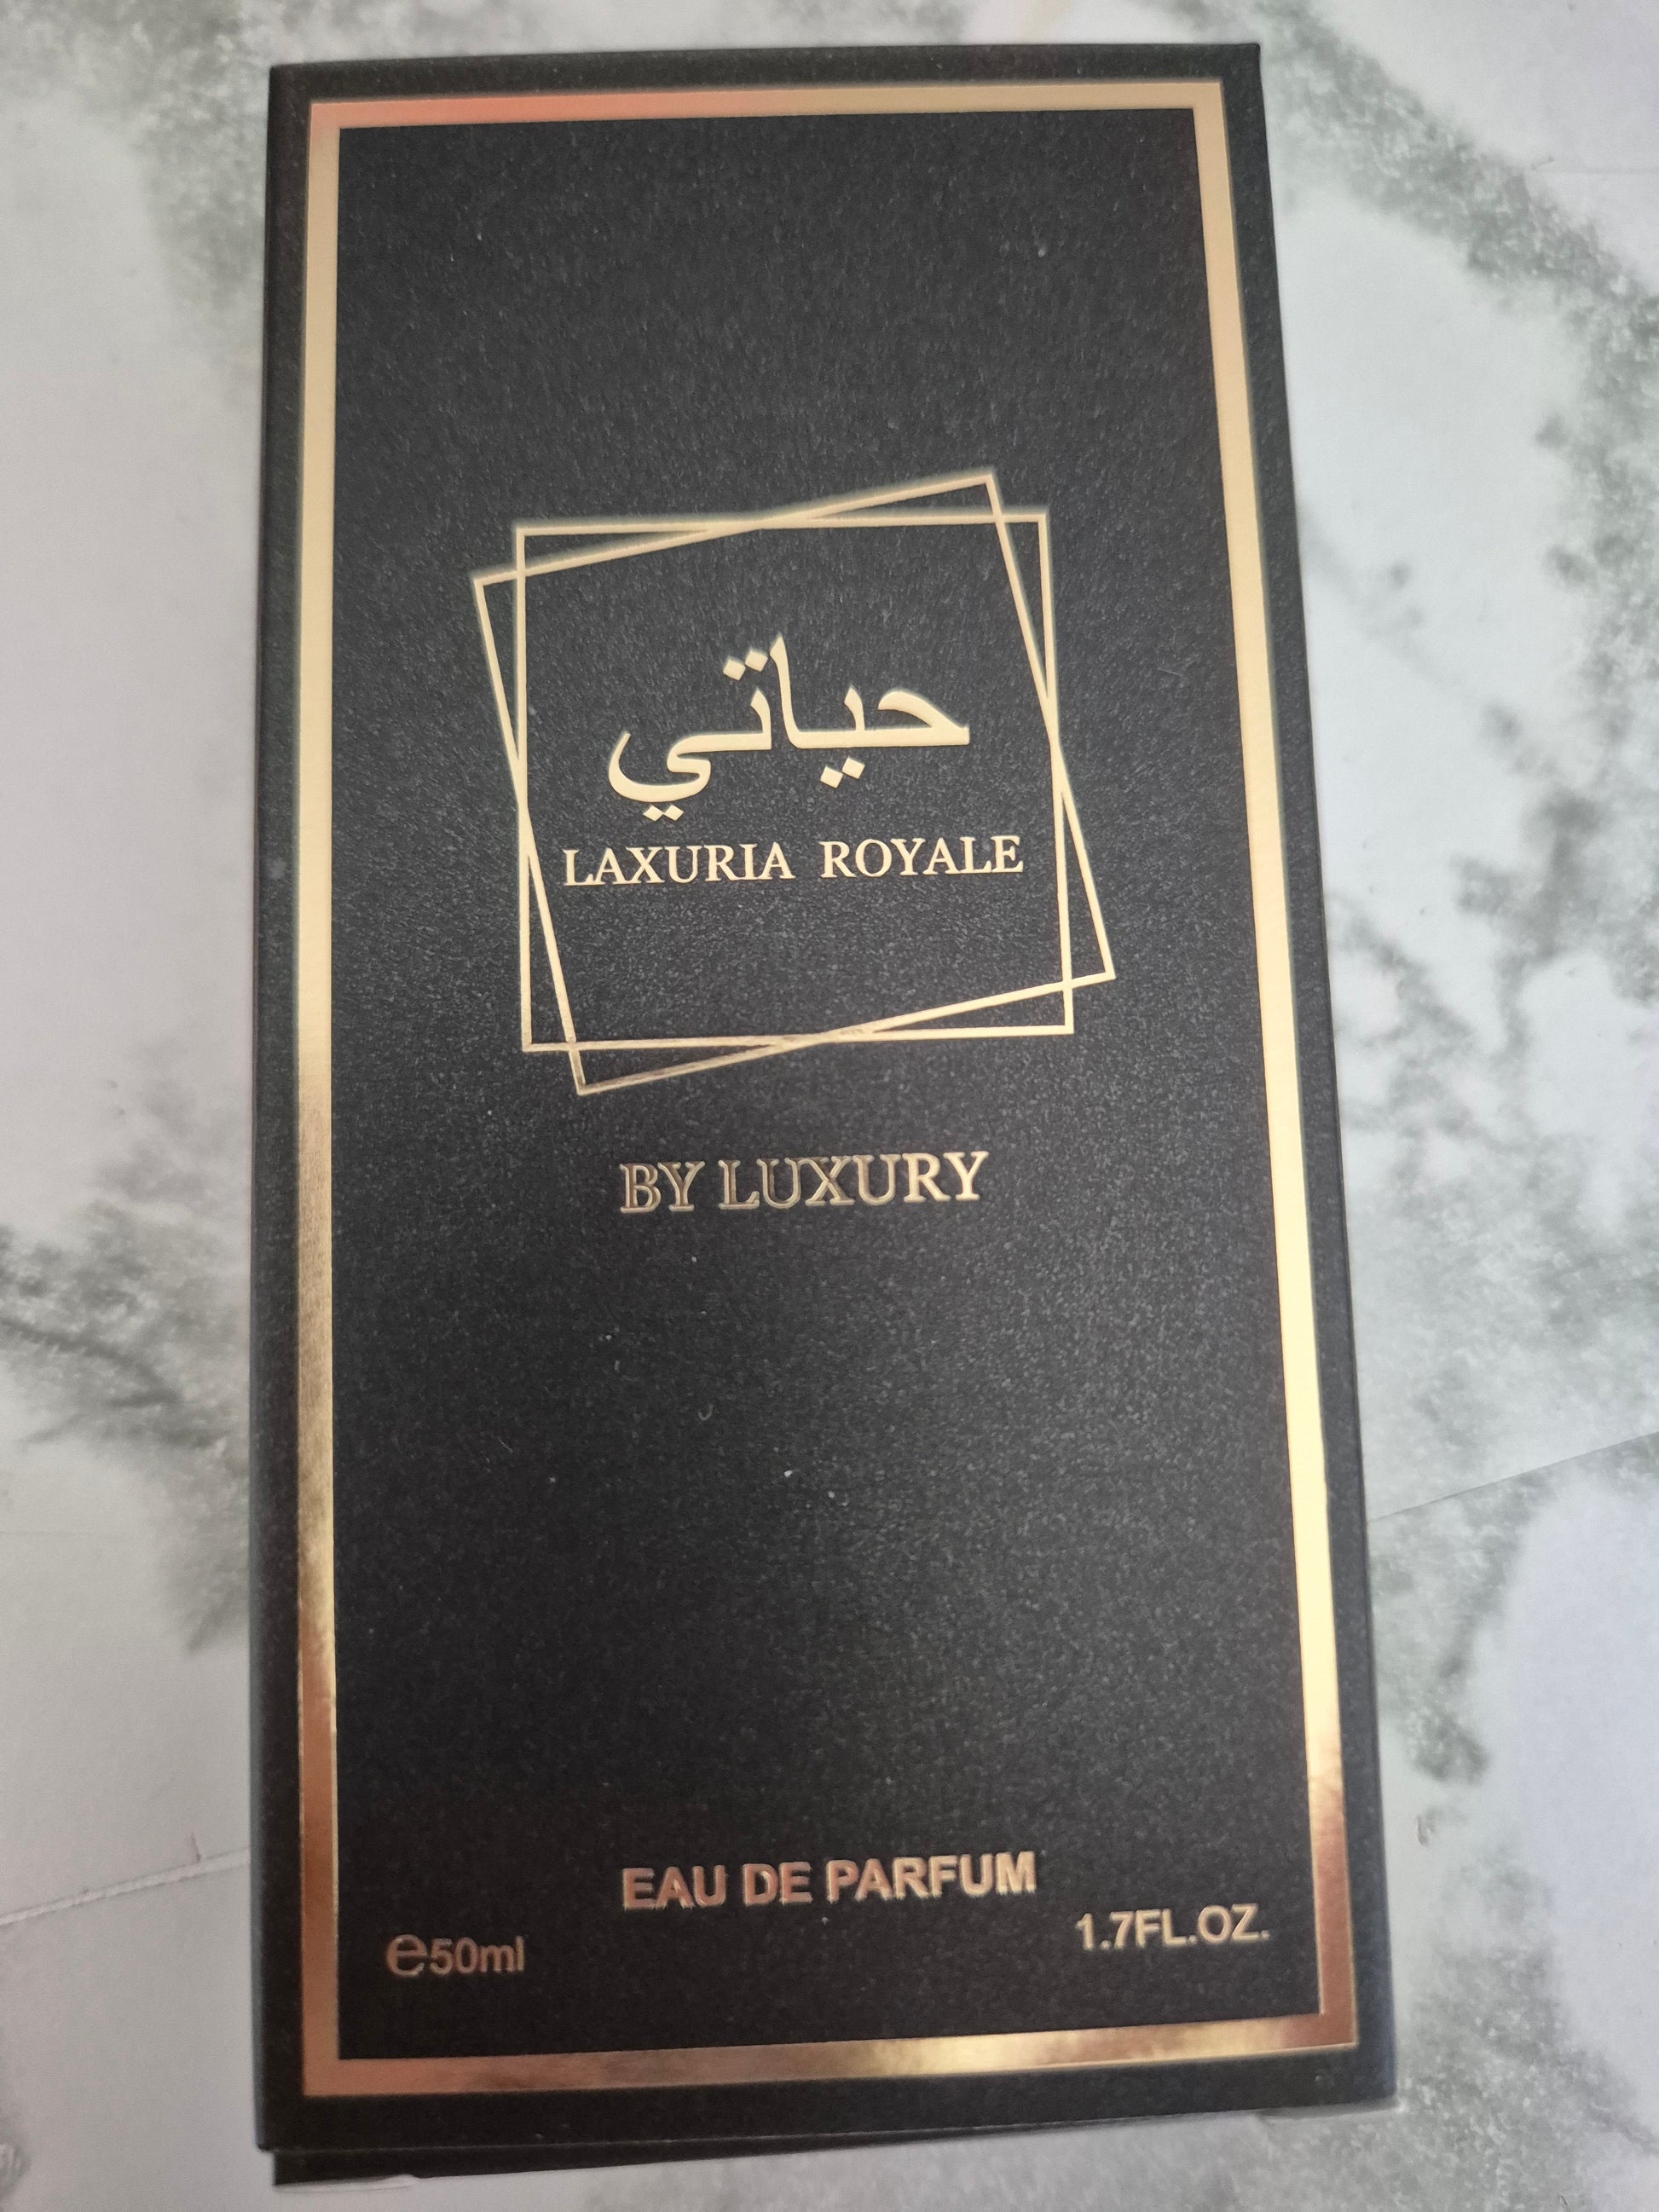 حياتي
LAXURIA ROYALE
BY LUXURY
EAU DE PARFUM
℮50ml
1.7FL.OZ.